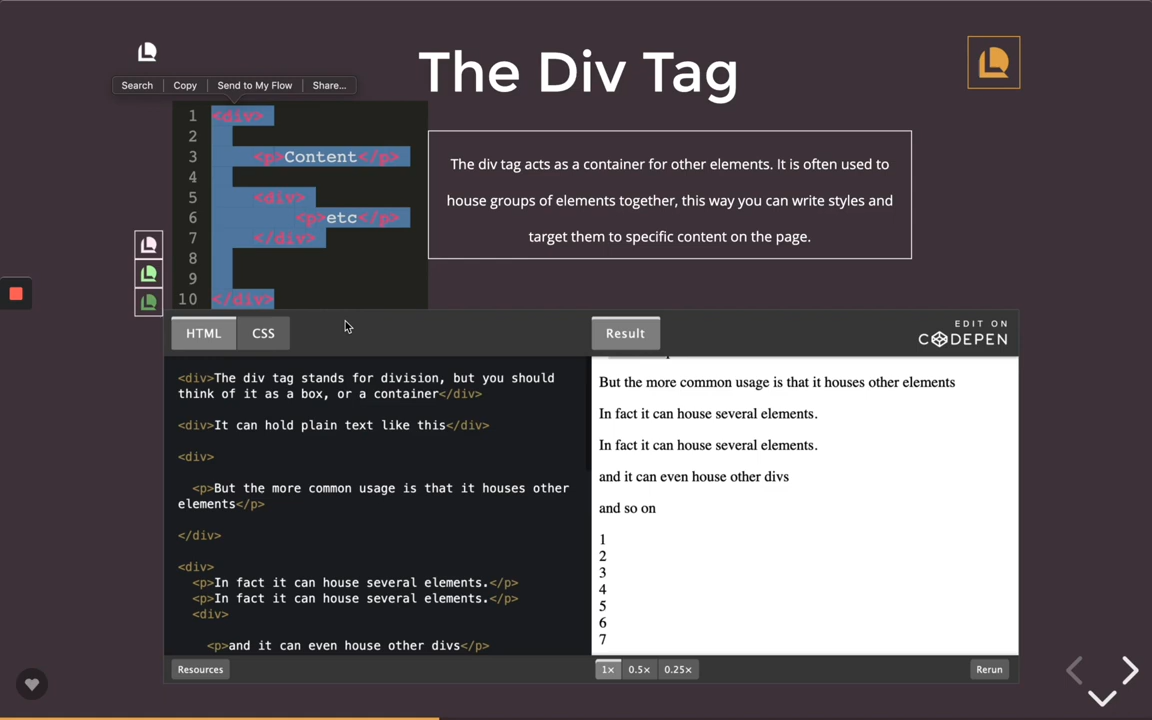 The Div Tag
Search Copy Send to My Flow Share...
1 <div>
2
3 <p>Content</p>
4
5 <div>
6 <p>etc</p>
7 </div>
8
9
10 </div>
The div tag acts as a container for other elements. It is often used to
house groups of elements together, this way you can write styles and
target them to specific content on the page.
HTML CSS
<div>The div tag stands for division, but you should
think of it as a box, or a container</div>
<div>It can hold plain text like this</div>
<div>
<p>But the more common usage is that it houses other
elements</p>
</div>
<div>
<p>In fact it can house several elements.</p>
<p>In fact it can house several elements.</p>
<div>
<p>and it can even house other divs</p>
Resources
Result
EDIT ON
CODEPEN
But the more common usage is that it houses other elements
In fact it can house several elements.
In fact it can house several elements.
and it can even house other divs
and so on
1
2
3
4
5
6
7
1× 0.5× 0.25× Rerun